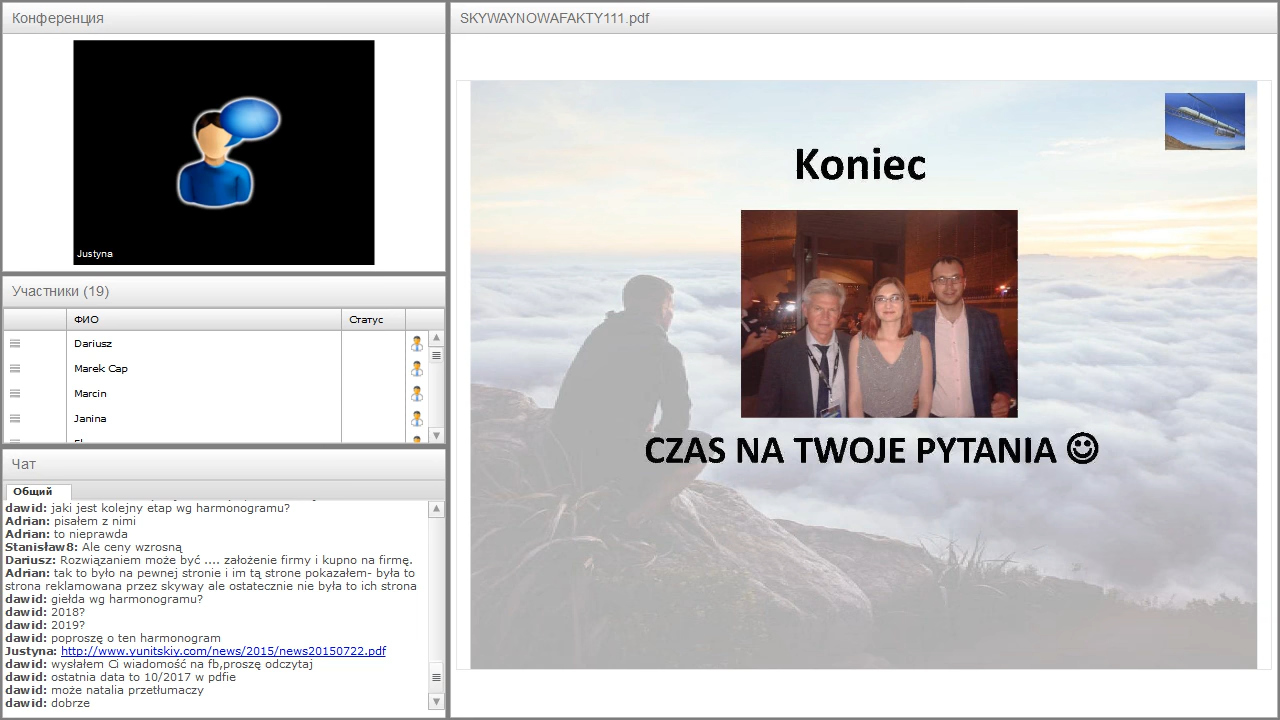 Конференция
Justyna
Участники (19)
ФИО Статус
Dariusz
Marek Cap
Marcin
Janina
Чат
Общий
dawid: jaki jest kolejny etap wg harmonogramu?
Adrian: pisałem z nimi
Adrian: to nieprawda
Stanisław8: Ale ceny wzrosną
Dariusz: Rozwiązaniem może być .... założenie firmy i kupno na firmę.
Adrian: tak to było na pewnej stronie i im tą strone pokazałem- była to
strona reklamowana przez skyway ale ostatecznie nie była to ich strona
dawid: giełda wg harmonogramu?
dawid: 2018?
dawid: 2019?
dawid: poproszę o ten harmonogram
Justyna: http://www.yunitskiy.com/news/2015/news20150722.pdf
dawid: wysłałem Ci wiadomość na fb,proszę odczytaj
dawid: ostatnia data to 10/2017 w pdfie
dawid: może natalia przetłumaczy
dawid: dobrze
SKYWAYNOWAFAKTY111.pdf
Koniec
CZAS NA TWOJE PYTANIA ☺